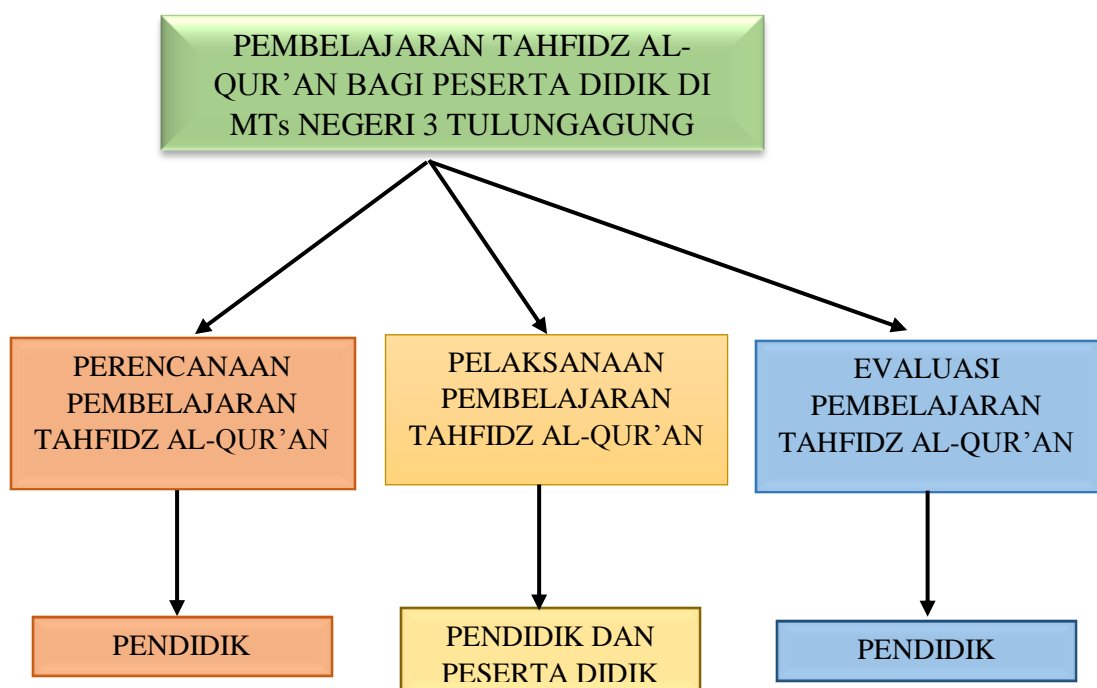 PEMBELAJARAN TAHFIDZ AL-
QUR’AN BAGI PESERTA DIDIK DI
MTs NEGERI 3 TULUNGAGUNG
PERENCANAAN
PEMBELAJARAN
TAHFIDZ AL-QUR’AN
PELAKSANAAN
PEMBELAJARAN
TAHFIDZ AL-QUR’AN
EVALUASI
PEMBELAJARAN
TAHFIDZ AL-QUR’AN
PENDIDIK
PENDIDIK DAN
PESERTA DIDIK
PENDIDIK